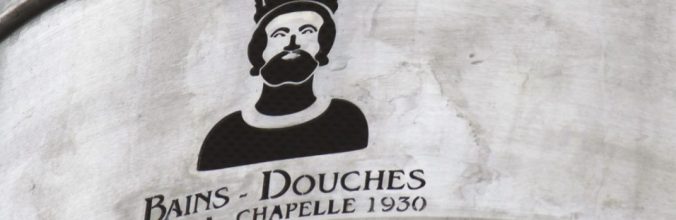 BAINS - DOUCHES
CHAPELLE 1930